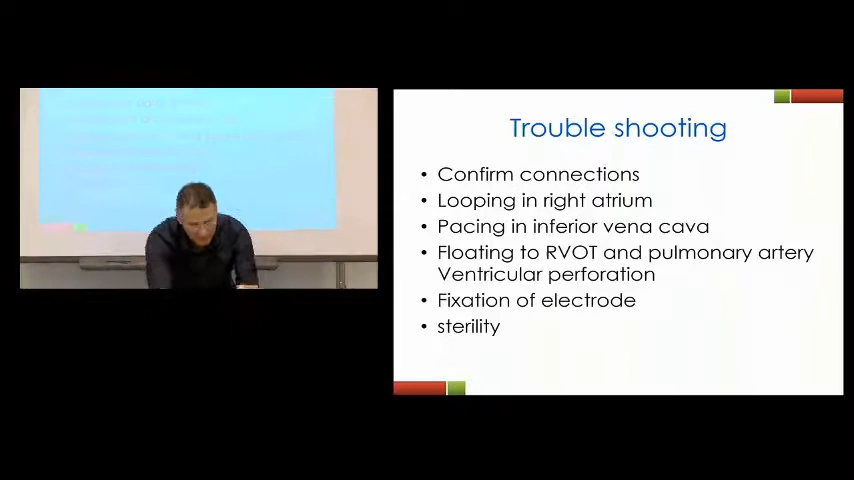 Trouble shooting
• Confirm connections
• Looping in right atrium
• Pacing in inferior vena cava
• Floating to RVOT and pulmonary artery
Ventricular perforation
• Fixation of electrode
• sterility